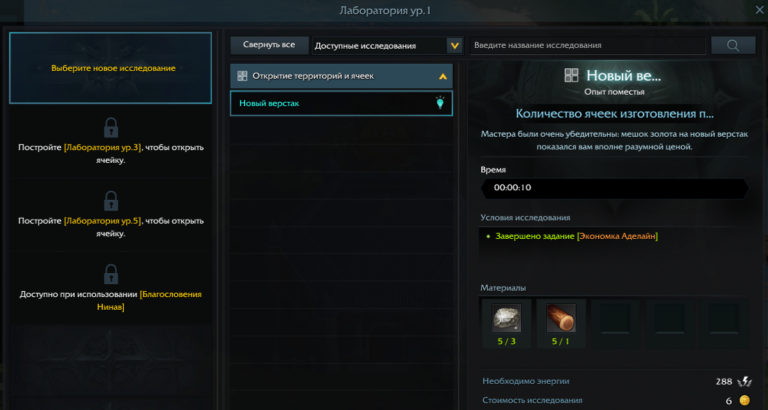 Лаборатория ур. 1
Выберите новое исследование
Постройте [Лаборатория ур.3], чтобы открыть
ячейку.
Постройте [Лаборатория ур.5], чтобы открыть
ячейку.
Доступно при использовании [Благословения
Нинав]
Свернуть все
Доступные исследования
Введите название исследования
Открытие территорий и ячеек
Новый верстак
Новый ве...
Опыт поместья
Количество ячеек изготовления п...
Мастера были очень убедительны: мешок золота на новый верстак
показался вам вполне разумной ценой.
Время
00:00:10
Условия исследования
• Завершено задание [Экономка Аделайн]
Материалы
5 / 3
5 / 1
Необходимо энергии 288
Стоимость исследования 6